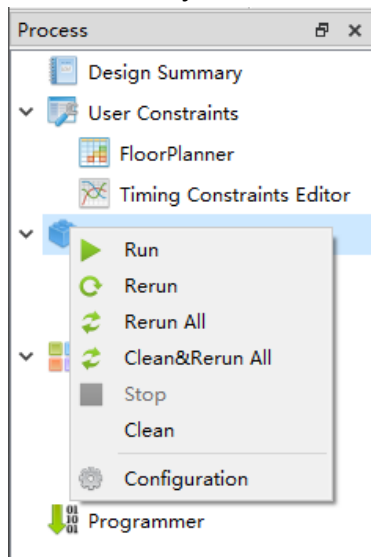 Process
Design Summary
User Constraints
FloorPlanner
Timing Constraints Editor
Run
Rerun
Rerun All
Clean&Rerun All
Stop
Clean
Configuration
Programmer